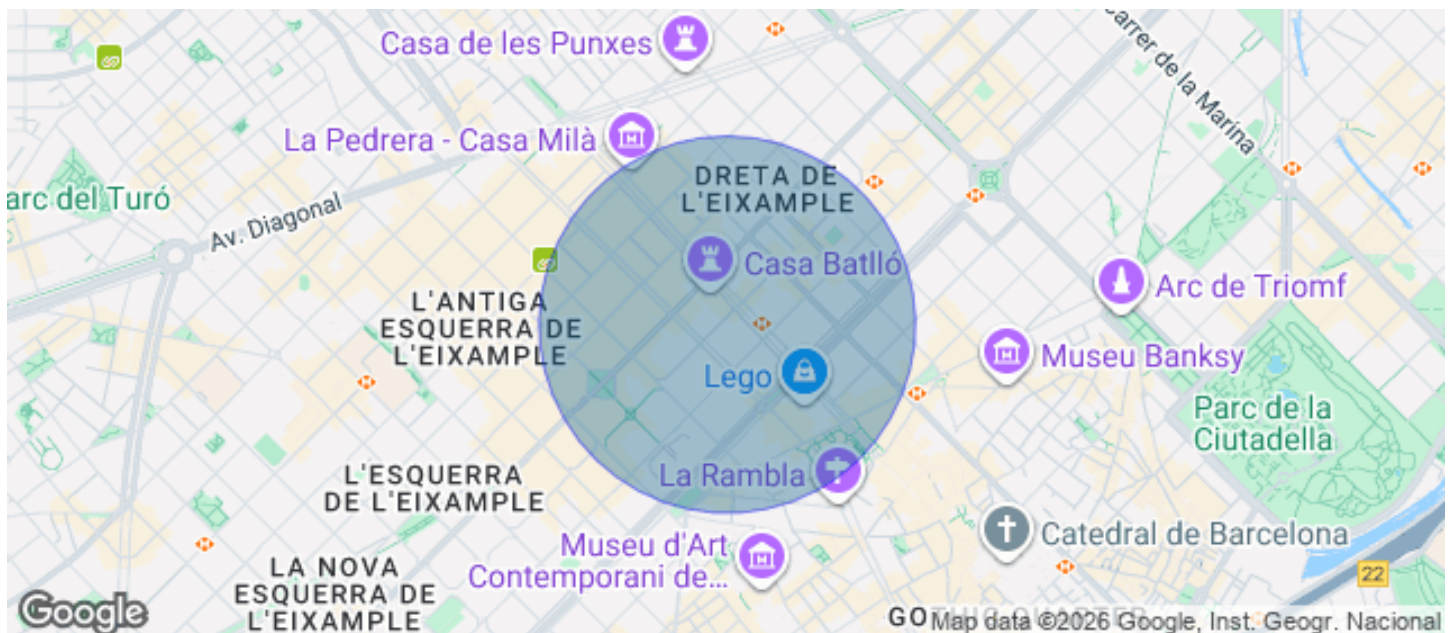 Casa de les Punxes
Carrer de la Marina
La Pedrera - Casa Milà
DRETA DE
L'EIXAMPLE
arc del Turó
Av. Diagonal
Casa Batlló
Arc de Triomf
L'ANTIGA
ESQUERRA DE
L'EIXAMPLE
Museu Banksy
Lego
Parc de la
Ciutadella
L'ESQUERRA
DE L'EIXAMPLE
La Rambla
Catedral de Barcelona
Museu d'Art
Contemporani de...
22
LA NOVA
ESQUERRA DE
L'EIXAMPLE
Google
Map data ©2026 Google, Inst. Geogr. Nacional